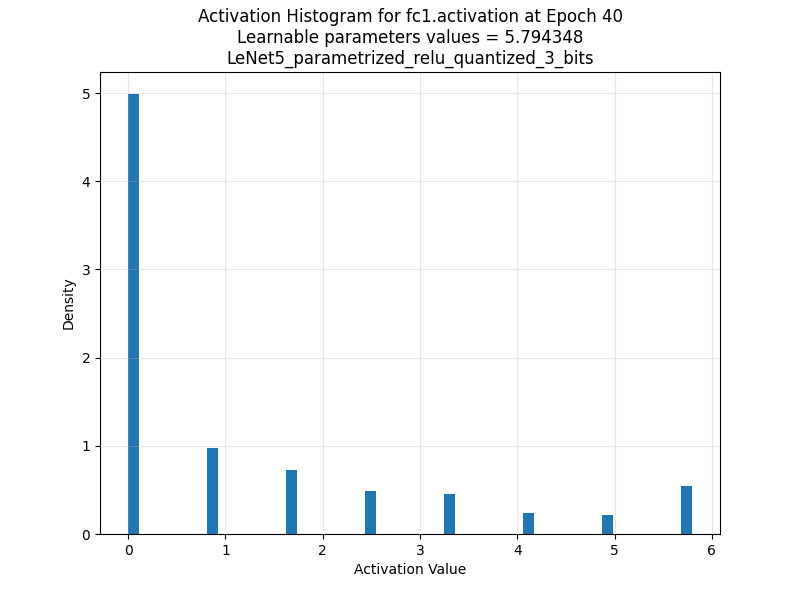 Activation Histogram for fc1.activation at Epoch 40
Learnable parameters values = 5.794348
LeNet5_parametrized_relu_quantized_3_bits
5
4
3
2
1
0
Density
0 1 2 3 4 5 6
Activation Value